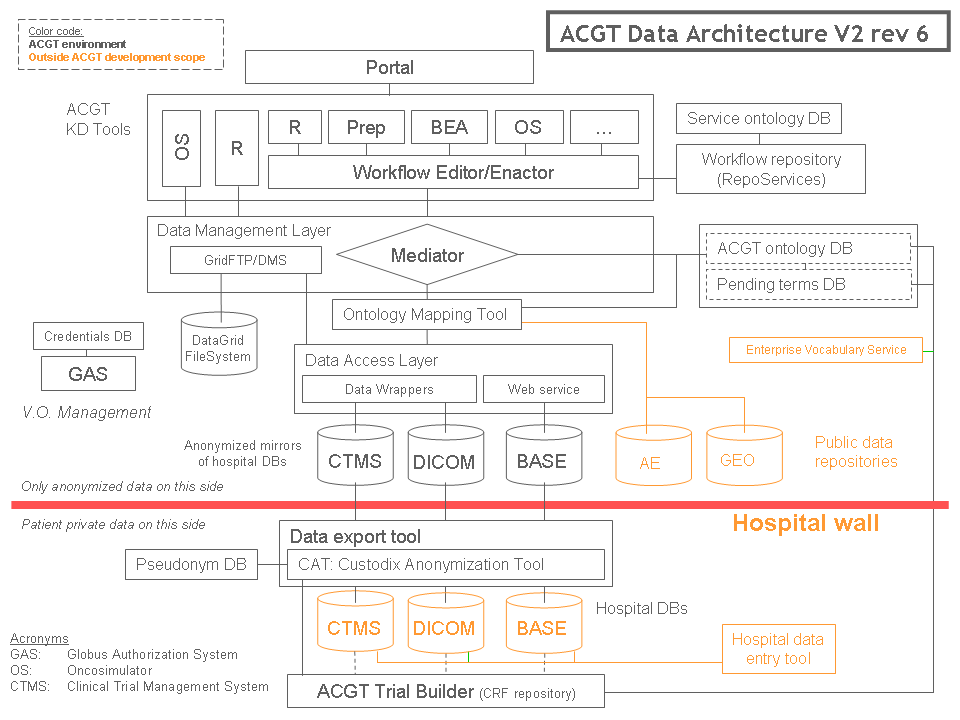 Color code:
ACGT environment
Outside ACGT development scope
ACGT Data Architecture V2 rev 6
Portal
ACGT
KD Tools
OS
R
R
Prep
BEA
OS
...
Workflow Editor/Enactor
Service ontology DB
Workflow repository
(RepoServices)
Data Management Layer
GridFTP/DMS
Mediator
ACGT ontology DB
Pending terms DB
Ontology Mapping Tool
DataGrid
FileSystem
Credentials DB
GAS
V.O. Management
Enterprise Vocabulary Service
Data Access Layer
Data Wrappers
Web service
Anonymized mirrors
of hospital DBs
CTMS
DICOM
BASE
AE
GEO
Public data
repositories
Only anonymized data on this side
Patient private data on this side
Hospital wall
Data export tool
Pseudonym DB
CAT: Custodix Anonymization Tool
CTMS
DICOM
BASE
Hospital DBs
Hospital data
entry tool
Acronyms
GAS: Globus Authorization System
OS: Oncosimulator
CTMS: Clinical Trial Management System
ACGT Trial Builder (CRF repository)